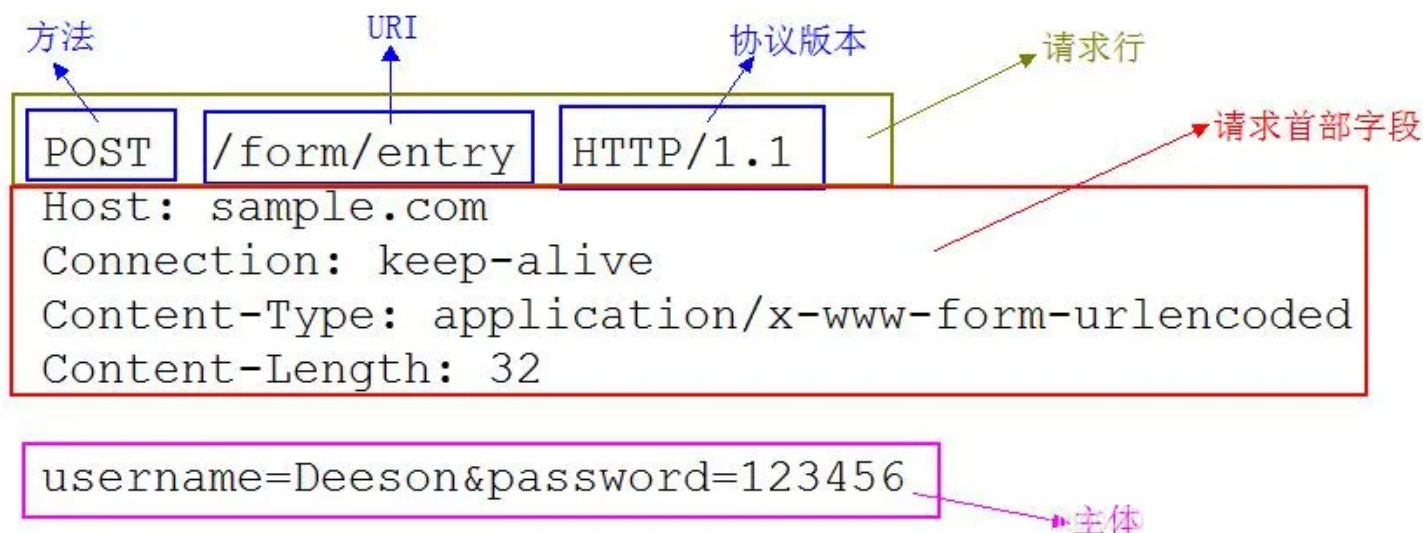 方法 URI 协议版本 请求行
POST /form/entry HTTP/1.1
请求首部字段
Host: sample.com
Connection: keep-alive
Content-Type: application/x-www-form-urlencoded
Content-Length: 32
username=Deeson&password=123456
主体